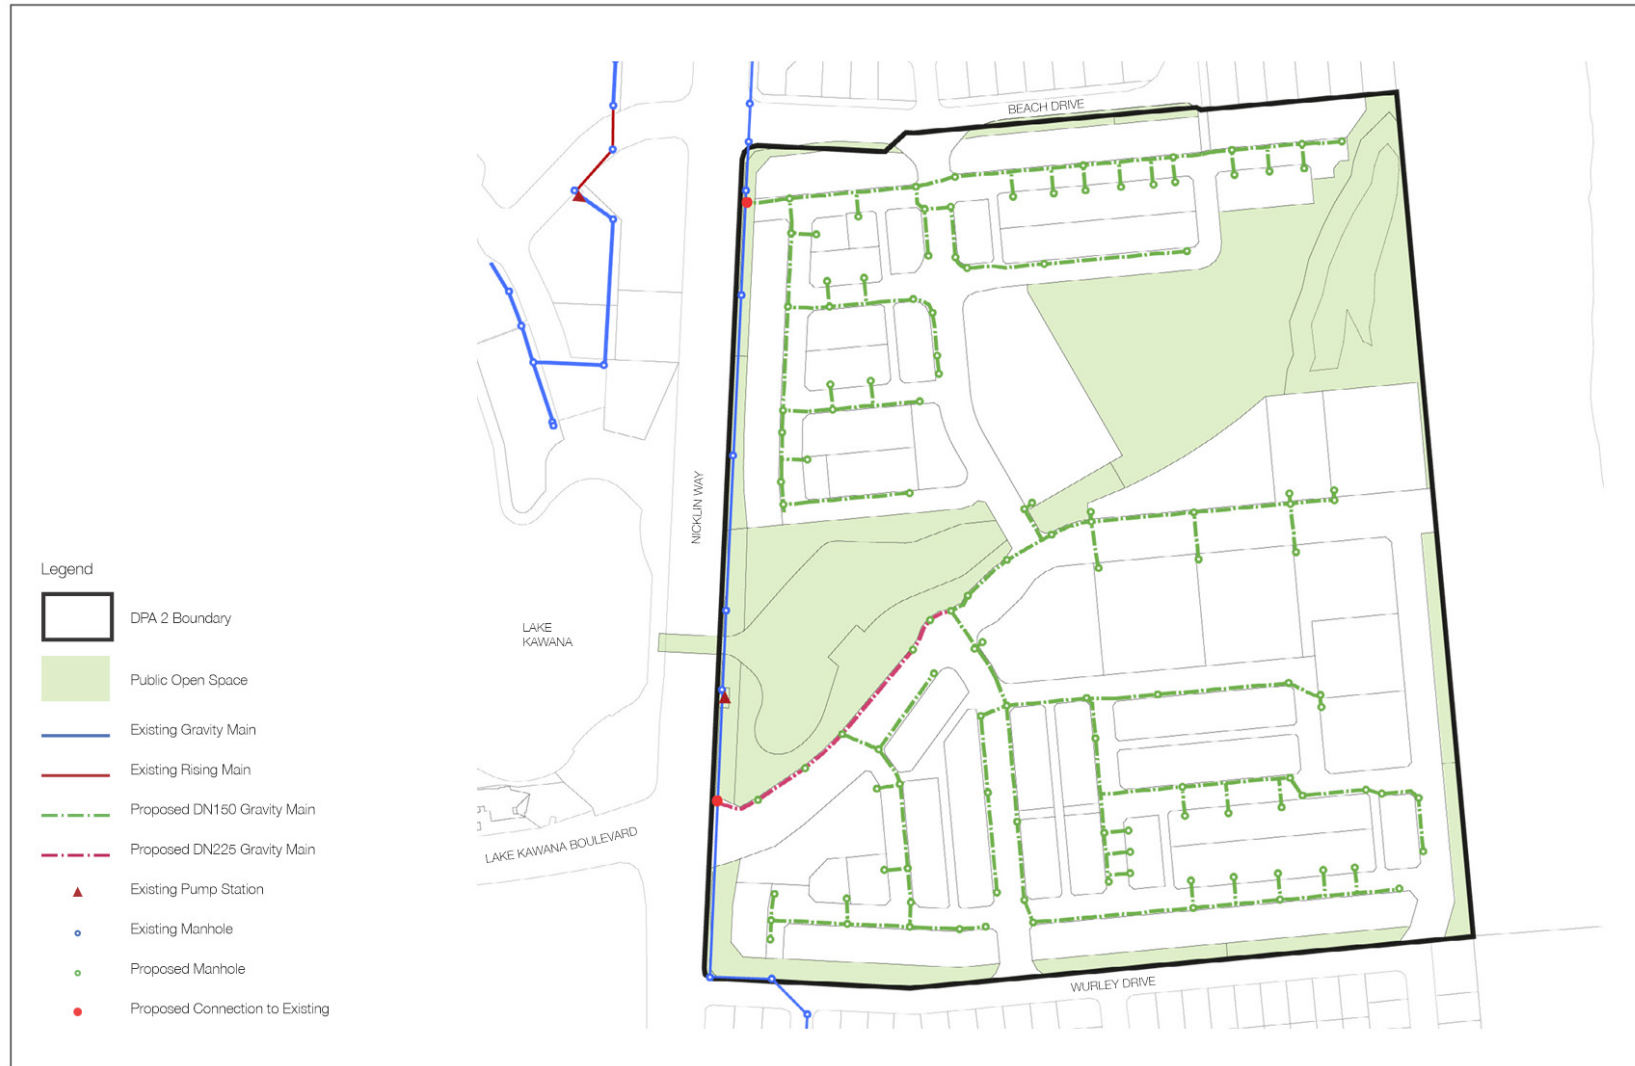 BEACH DRIVE
NICKLIN WAY
LAKE
KAWANA
LAKE KAWANA BOULEVARD
WURLEY DRIVE
Legend
DPA 2 Boundary
Public Open Space
Existing Gravity Main
Existing Rising Main
Proposed DN150 Gravity Main
Proposed DN225 Gravity Main
Existing Pump Station
Existing Manhole
Proposed Manhole
Proposed Connection to Existing